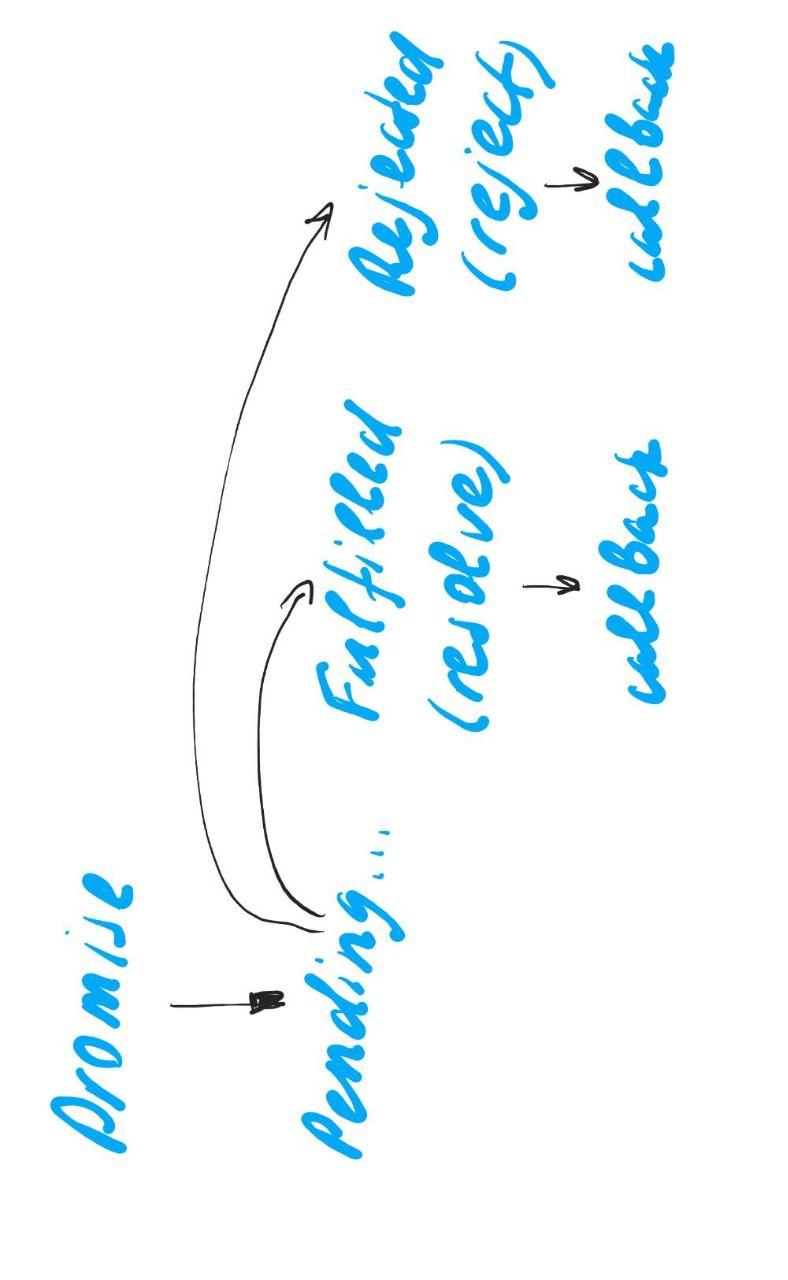 Promise
Pending...
Fulfilled
(resolve)
callback
Rejected
(reject)
callback